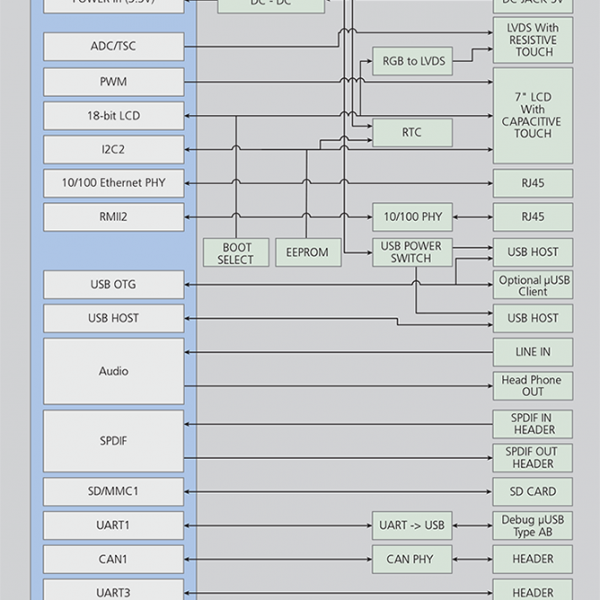 POWER In (3.3V)
DC - DC
DC JACK 5V
ADC/TSC
LVDS With
RESISTIVE
TOUCH
RGB to LVDS
PWM
7" LCD
With
CAPACITIVE
TOUCH
18-bit LCD
RTC
I2C2
10/100 Ethernet PHY
RJ45
RMII2
10/100 PHY
RJ45
BOOT
SELECT
EEPROM
USB POWER
SWITCH
USB HOST
USB OTG
Optional µUSB
Client
USB HOST
USB HOST
Audio
LINE IN
Head Phone
OUT
SPDIF
SPDIF IN
HEADER
SPDIF OUT
HEADER
SD/MMC1
SD CARD
UART1
UART -> USB
Debug µUSB
Type AB
CAN1
CAN PHY
HEADER
UART3
HEADER